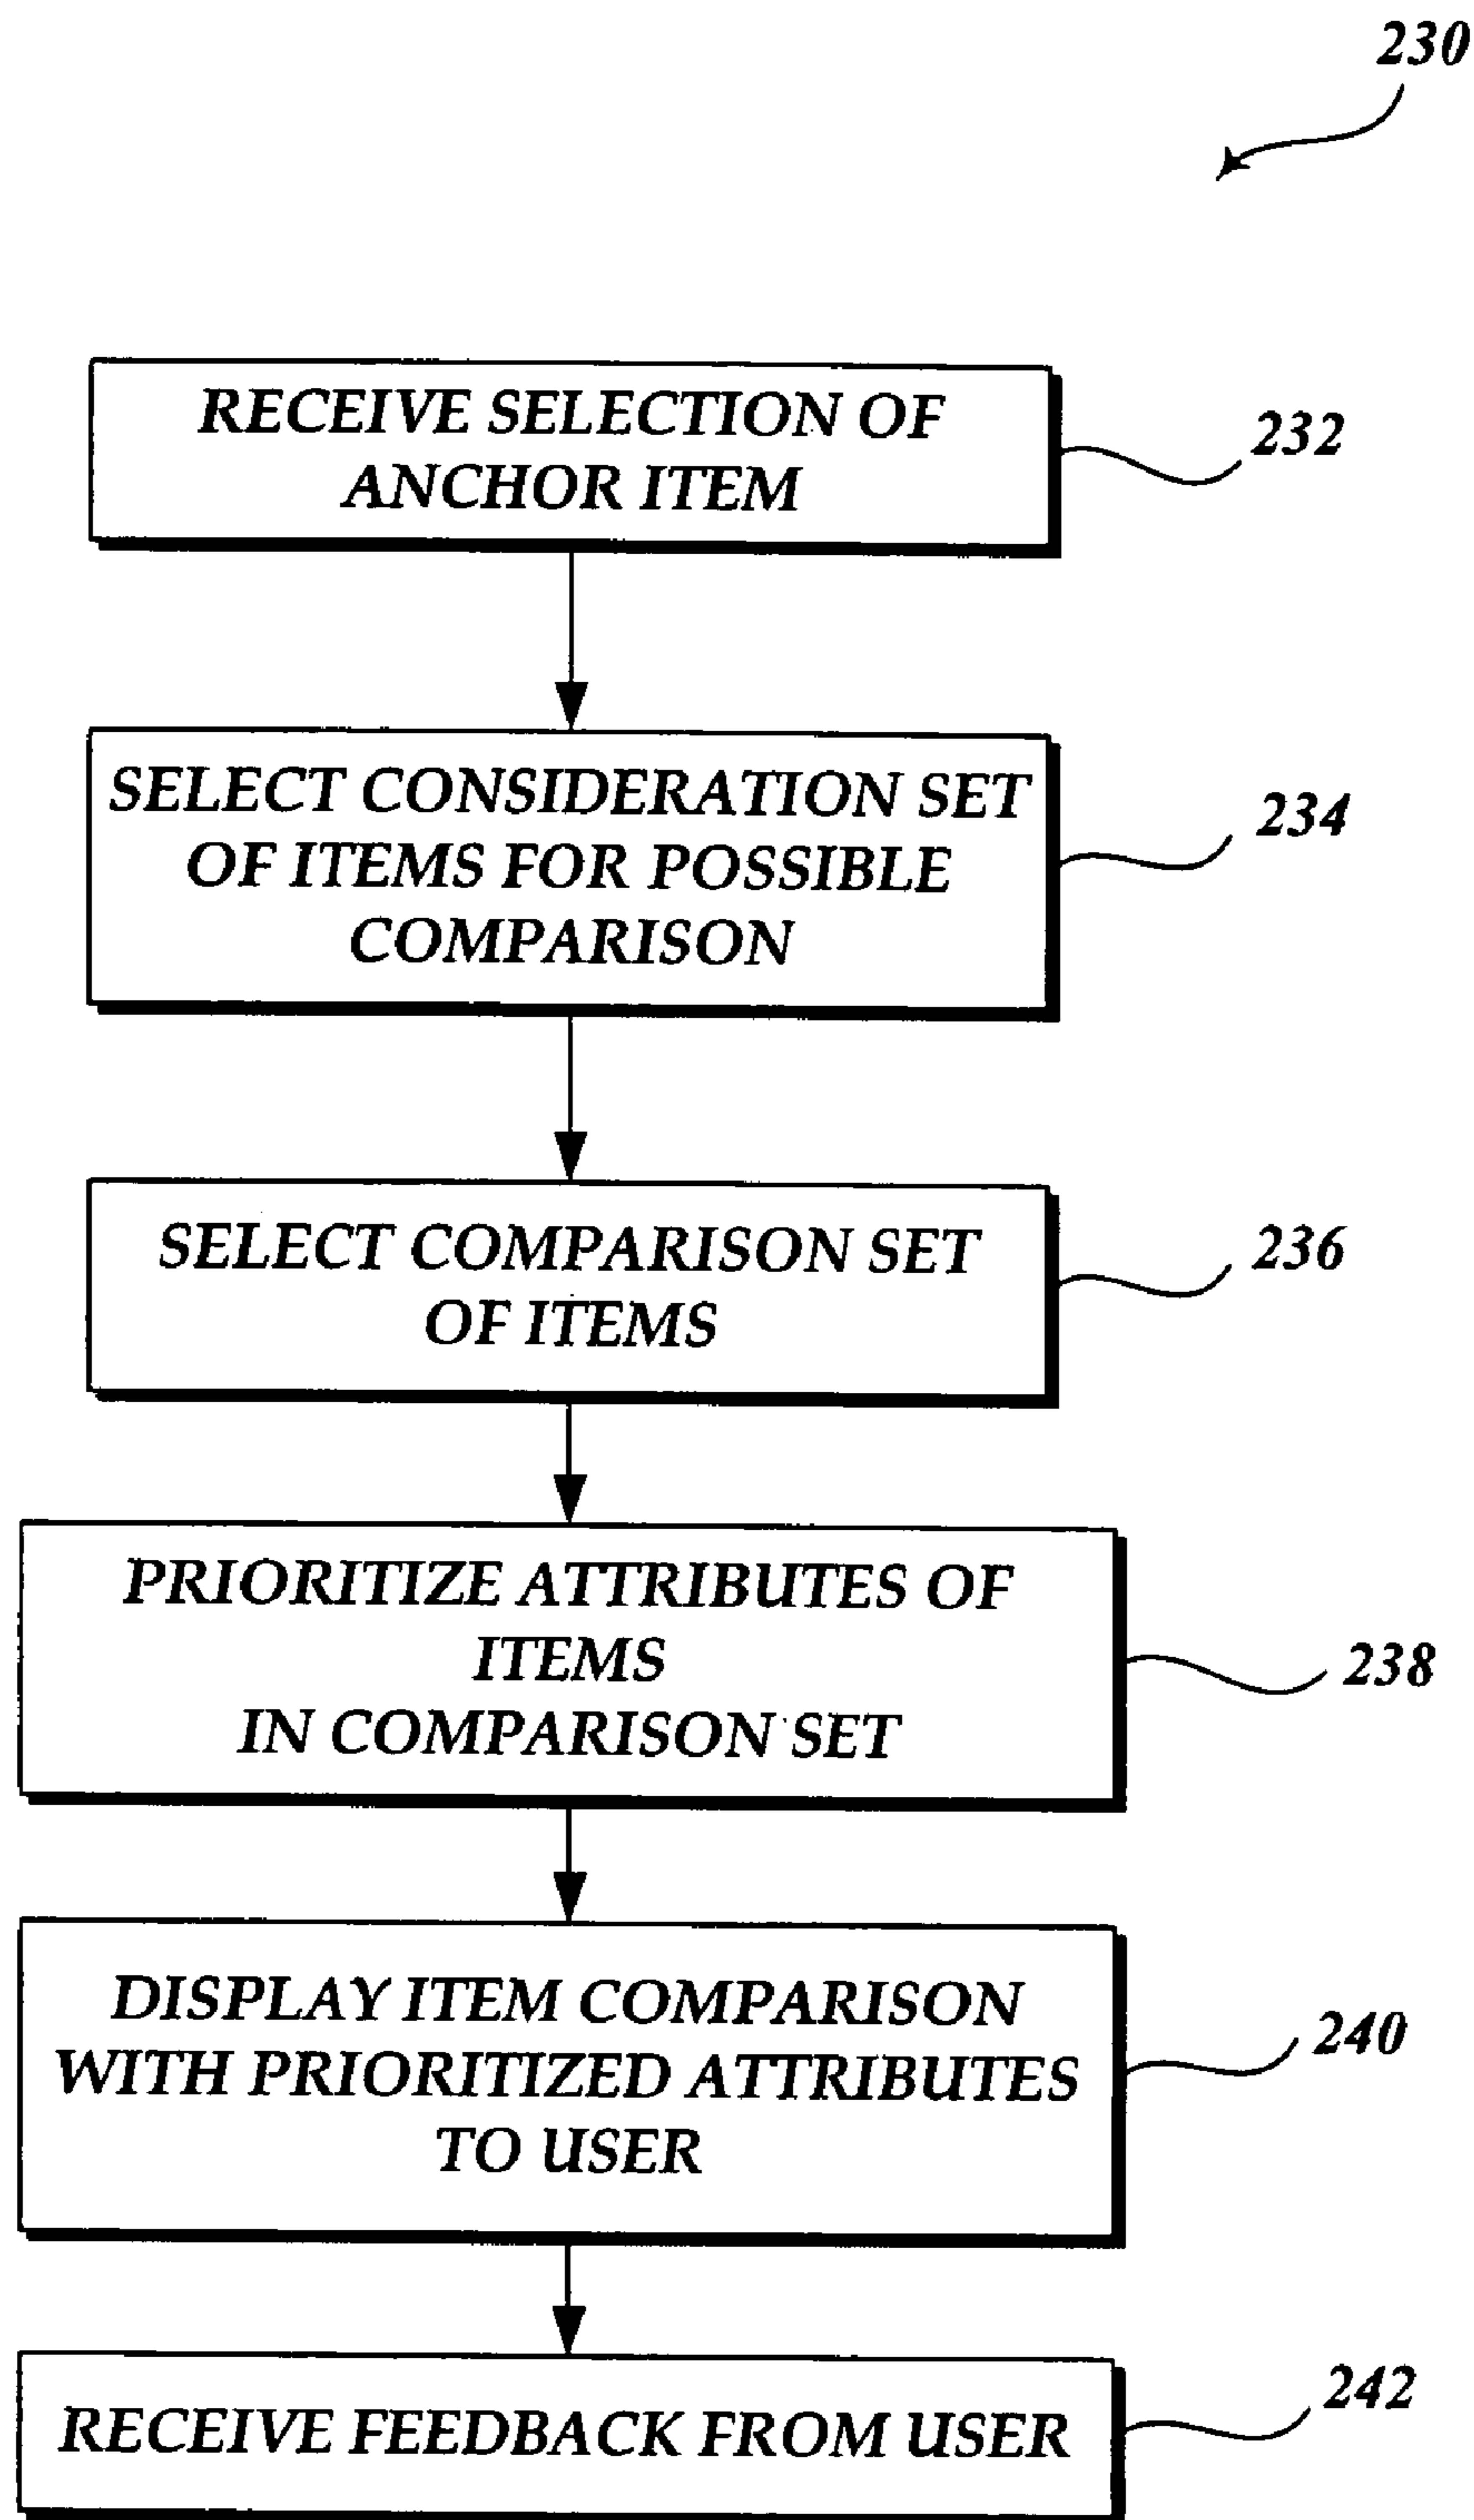 230
RECEIVE SELECTION OF
ANCHOR ITEM
232
SELECT CONSIDERATION SET
OF ITEMS FOR POSSIBLE
COMPARISON
234
SELECT COMPARISON SET
OF ITEMS
236
PRIORITIZE ATTRIBUTES OF
ITEMS
IN COMPARISON SET
238
DISPLAY ITEM COMPARISON
WITH PRIORITIZED ATTRIBUTES
TO USER
240
RECEIVE FEEDBACK FROM USER
242